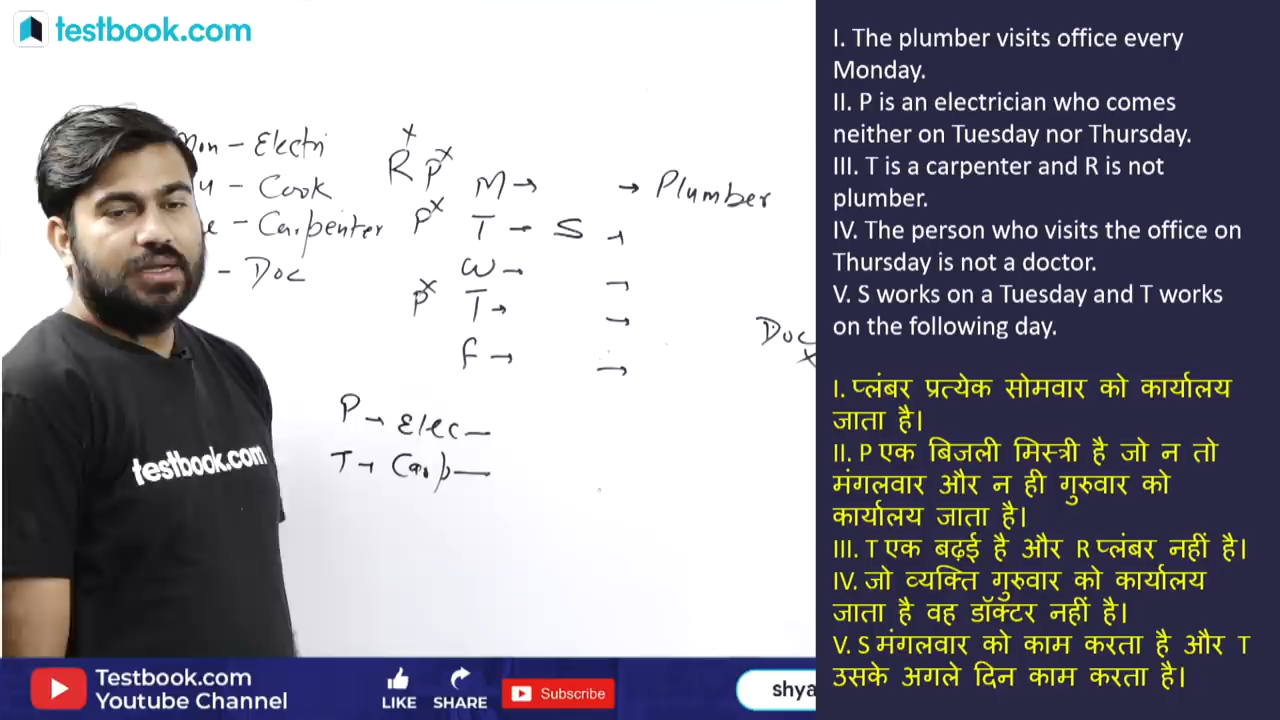 testbook.com
I. The plumber visits office every
Monday.
II. P is an electrician who comes
neither on Tuesday nor Thursday.
III. T is a carpenter and R is not
plumber.
IV. The person who visits the office on
Thursday is not a doctor.
V. S works on a Tuesday and T works
on the following day.
I. प्लंबर प्रत्येक सोमवार को कार्यालय
जाता है।
II. P एक बिजली मिस्त्री है जो न तो
मंगलवार और न ही गुरुवार को
कार्यालय जाता है।
III. T एक बढ़ई है और R प्लंबर नहीं है।
IV. जो व्यक्ति गुरुवार को कार्यालय
जाता है वह डॉक्टर नहीं है।
V. S मंगलवार को काम करता है और T
उसके अगले दिन काम करता है।
Mon - Electri
u - Cook
e - Carpenter
- Doc
R x P x M → → Plumber
P x T → S →
W → →
P x T → →
F → →
Doc x
P → Elec —
T → Carp —
testbook.com
Testbook.com
Youtube Channel
LIKE SHARE
Subscribe
shya